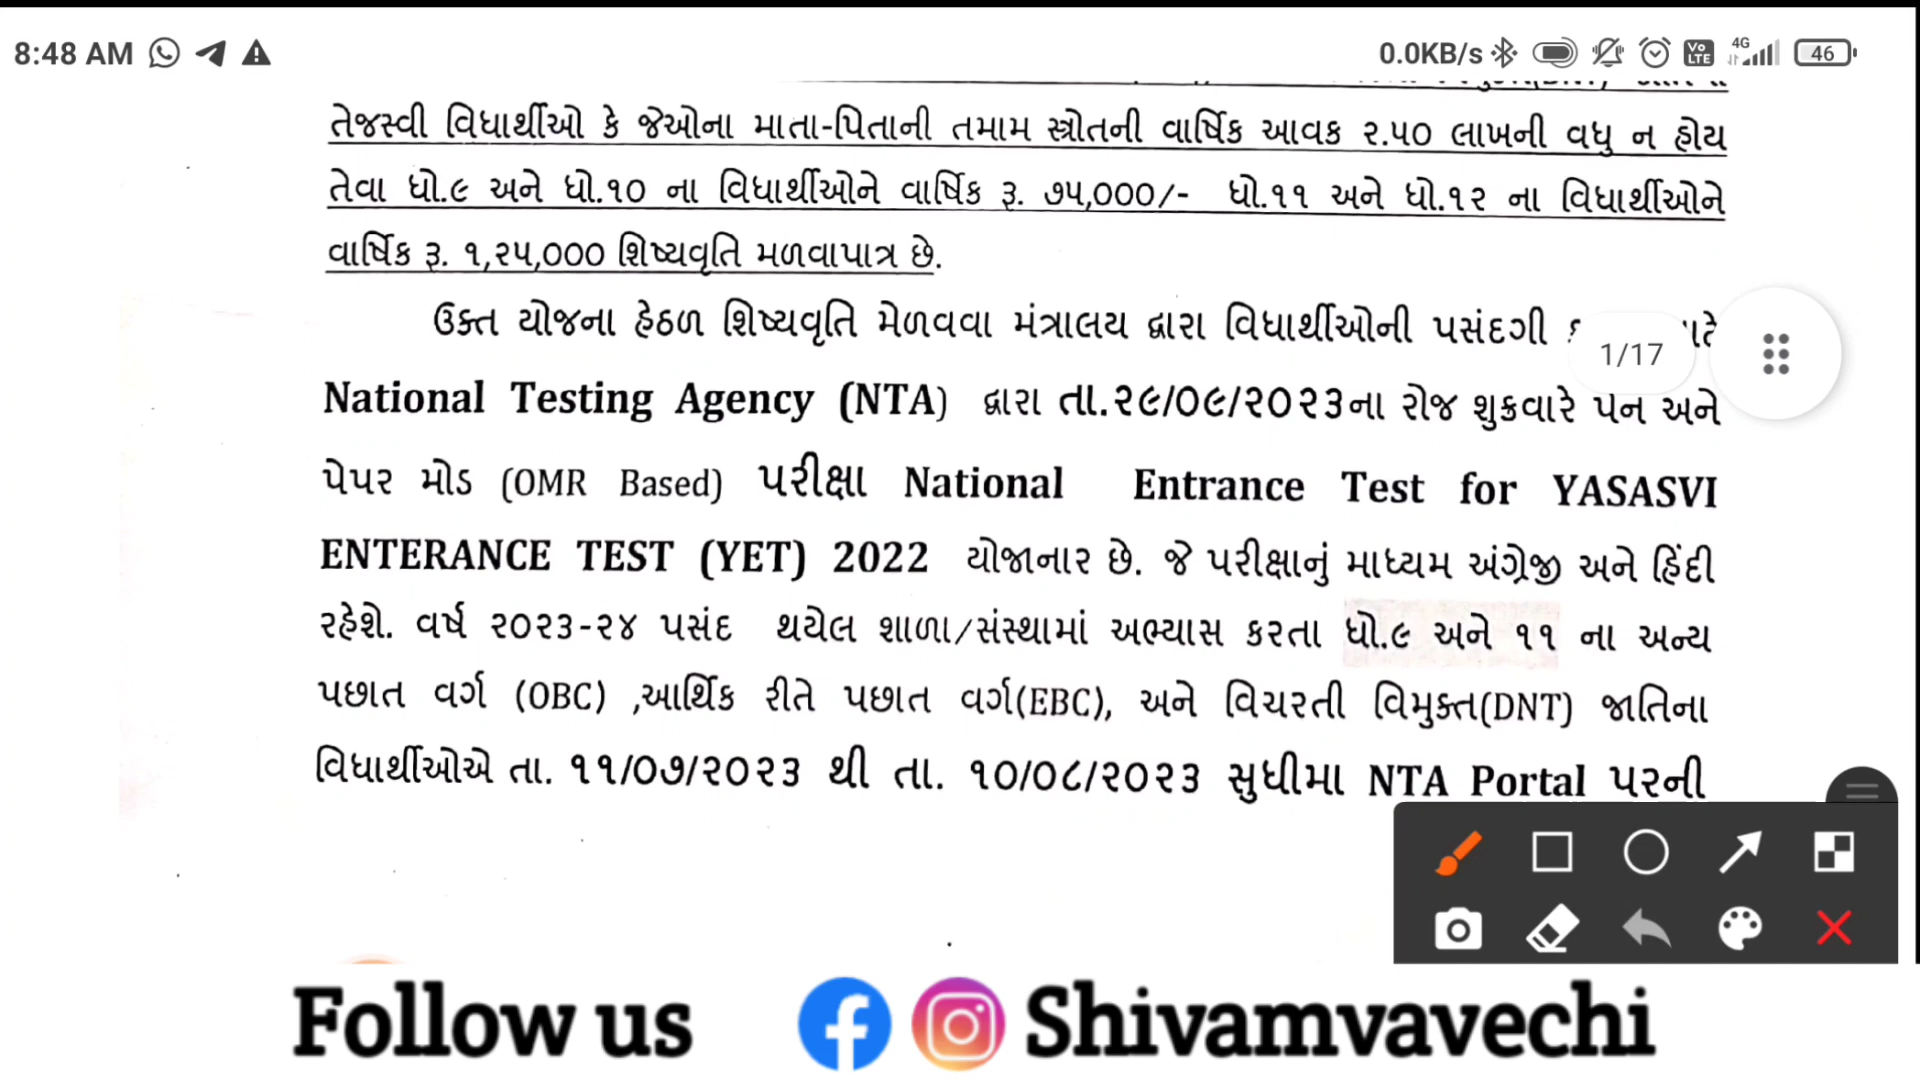 8:48 AM
0.0KB/s
Vo LTE
4G
46
તેજસ્વી વિધાર્થીઓ કે જેઓના માતા-પિતાની તમામ સ્ત્રોતની વાર્ષિક આવક ૨.૫૦ લાખની વધુ ન હોય
તેવા ધો.૯ અને ધો.૧૦ ના વિધાર્થીઓને વાર્ષિક રૂ. ૭૫,૦૦૦/- ધો.૧૧ અને ધો.૧૨ ના વિધાર્થીઓને
વાર્ષિક રૂ. ૧,૨૫,૦૦૦ શિષ્યવૃતિ મળવાપાત્ર છે.
ઉક્ત યોજના હેઠળ શિષ્યવૃતિ મેળવવા મંત્રાલય દ્વારા વિધાર્થીઓની પસંદગી
1/17
National Testing Agency (NTA) દ્વારા તા.૨૯/૦૯/૨૦૨૩ના રોજ શુક્રવારે પેન અને
પેપર મોડ (OMR Based) પરીક્ષા National Entrance Test for YASASVI
ENTERANCE TEST (YET) 2022 યોજાનાર છે. જે પરીક્ષાનું માધ્યમ અંગ્રેજી અને હિંદી
રહેશે. વર્ષ ૨૦૨૩-૨૪ પસંદ થયેલ શાળા/સંસ્થામાં અભ્યાસ કરતા ધો.૯ અને ૧૧ ના અન્ય
પછાત વર્ગ (OBC) ,આર્થિક રીતે પછાત વર્ગ(EBC), અને વિચરતી વિમુક્ત(DNT) જાતિના
વિધાર્થીઓએ તા. ૧૧/૦૭/૨૦૨૩ થી તા. ૧૦/૦૮/૨૦૨૩ સુધીમા NTA Portal પરની
Follow us Shivamvavechi